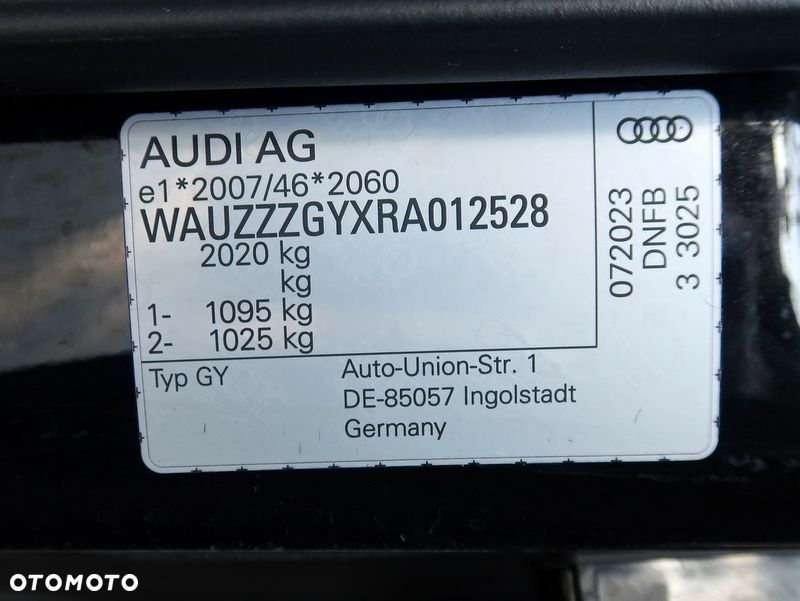 AUDI AG
e1*2007/46*2060
WAUZZZGYXRA012528
2020 kg
kg
1- 1095 kg
2- 1025 kg
Typ GY
Auto-Union-Str. 1
DE-85057 Ingolstadt
Germany
072023
DNFB
3 3025
OTOMOTO